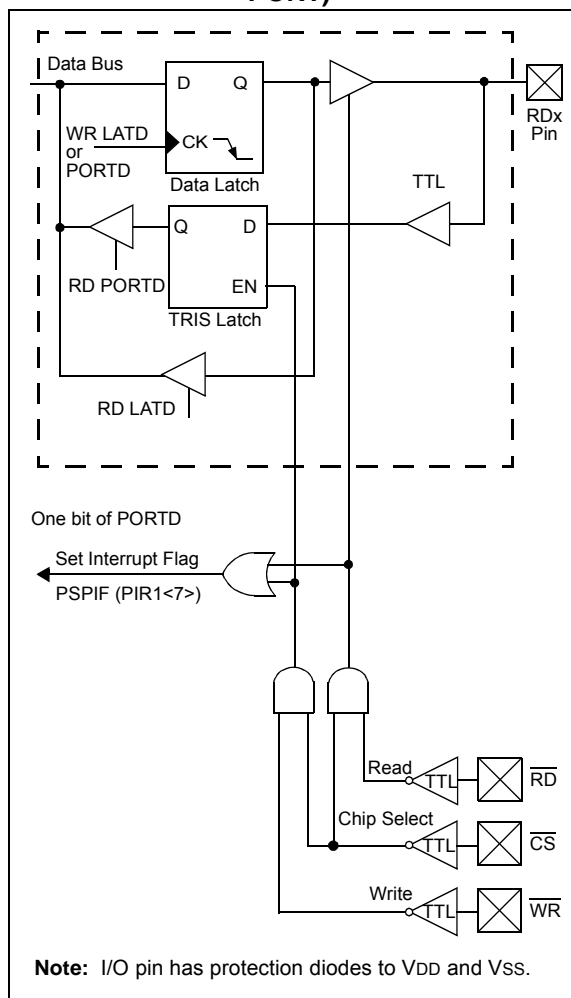 Data Bus
D Q
WR LATD
or
PORTD
CK
Data Latch
RDx
Pin
TTL
Q D
RD PORTD
EN
TRIS Latch
RD LATD
One bit of PORTD
Set Interrupt Flag
PSPIF (PIR1<7>)
Read
TTL
RD
Chip Select
TTL
CS
Write
TTL
WR
Note: I/O pin has protection diodes to VDD and VSS.